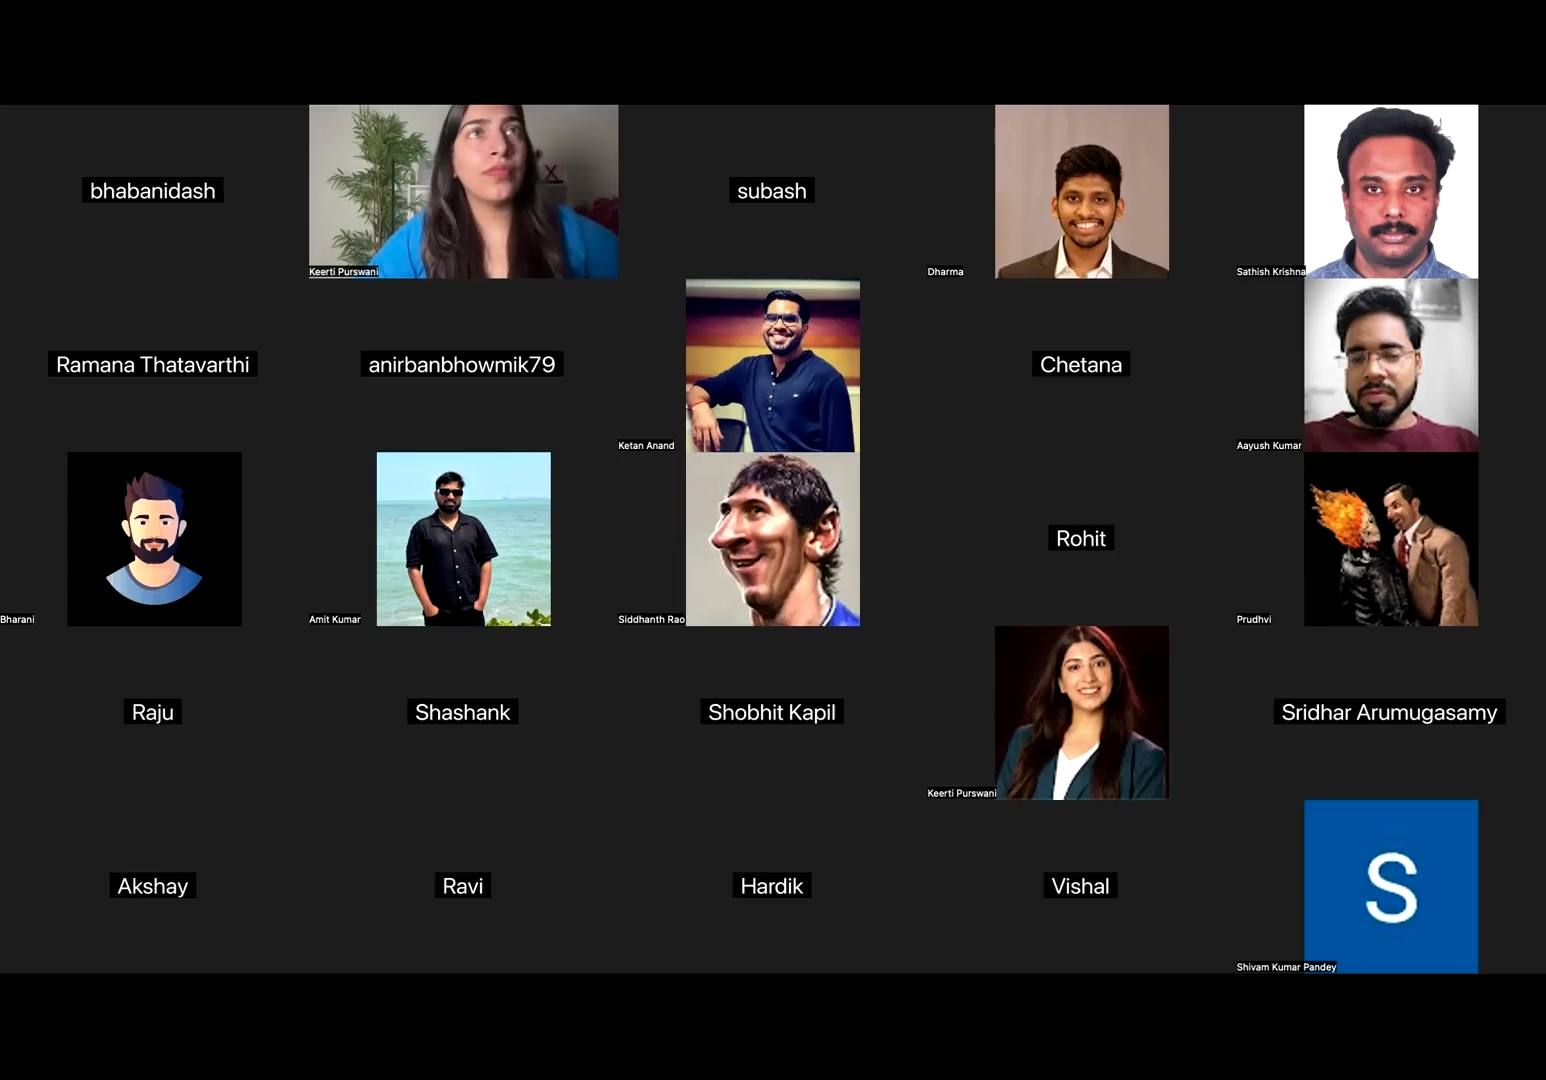 bhabanidash
Keerti Purswani
subash
Dharma
Sathish Krishna
Ramana Thatavarthi
anirbanbhowmik79
Ketan Anand
Chetana
Aayush Kumar
Bharani
Amit Kumar
Siddhanth Rao
Rohit
Prudhvi
Raju
Shashank
Shobhit Kapil
Keerti Purswani
Sridhar Arumugasamy
Akshay
Ravi
Hardik
Vishal
S
Shivam Kumar Pandey